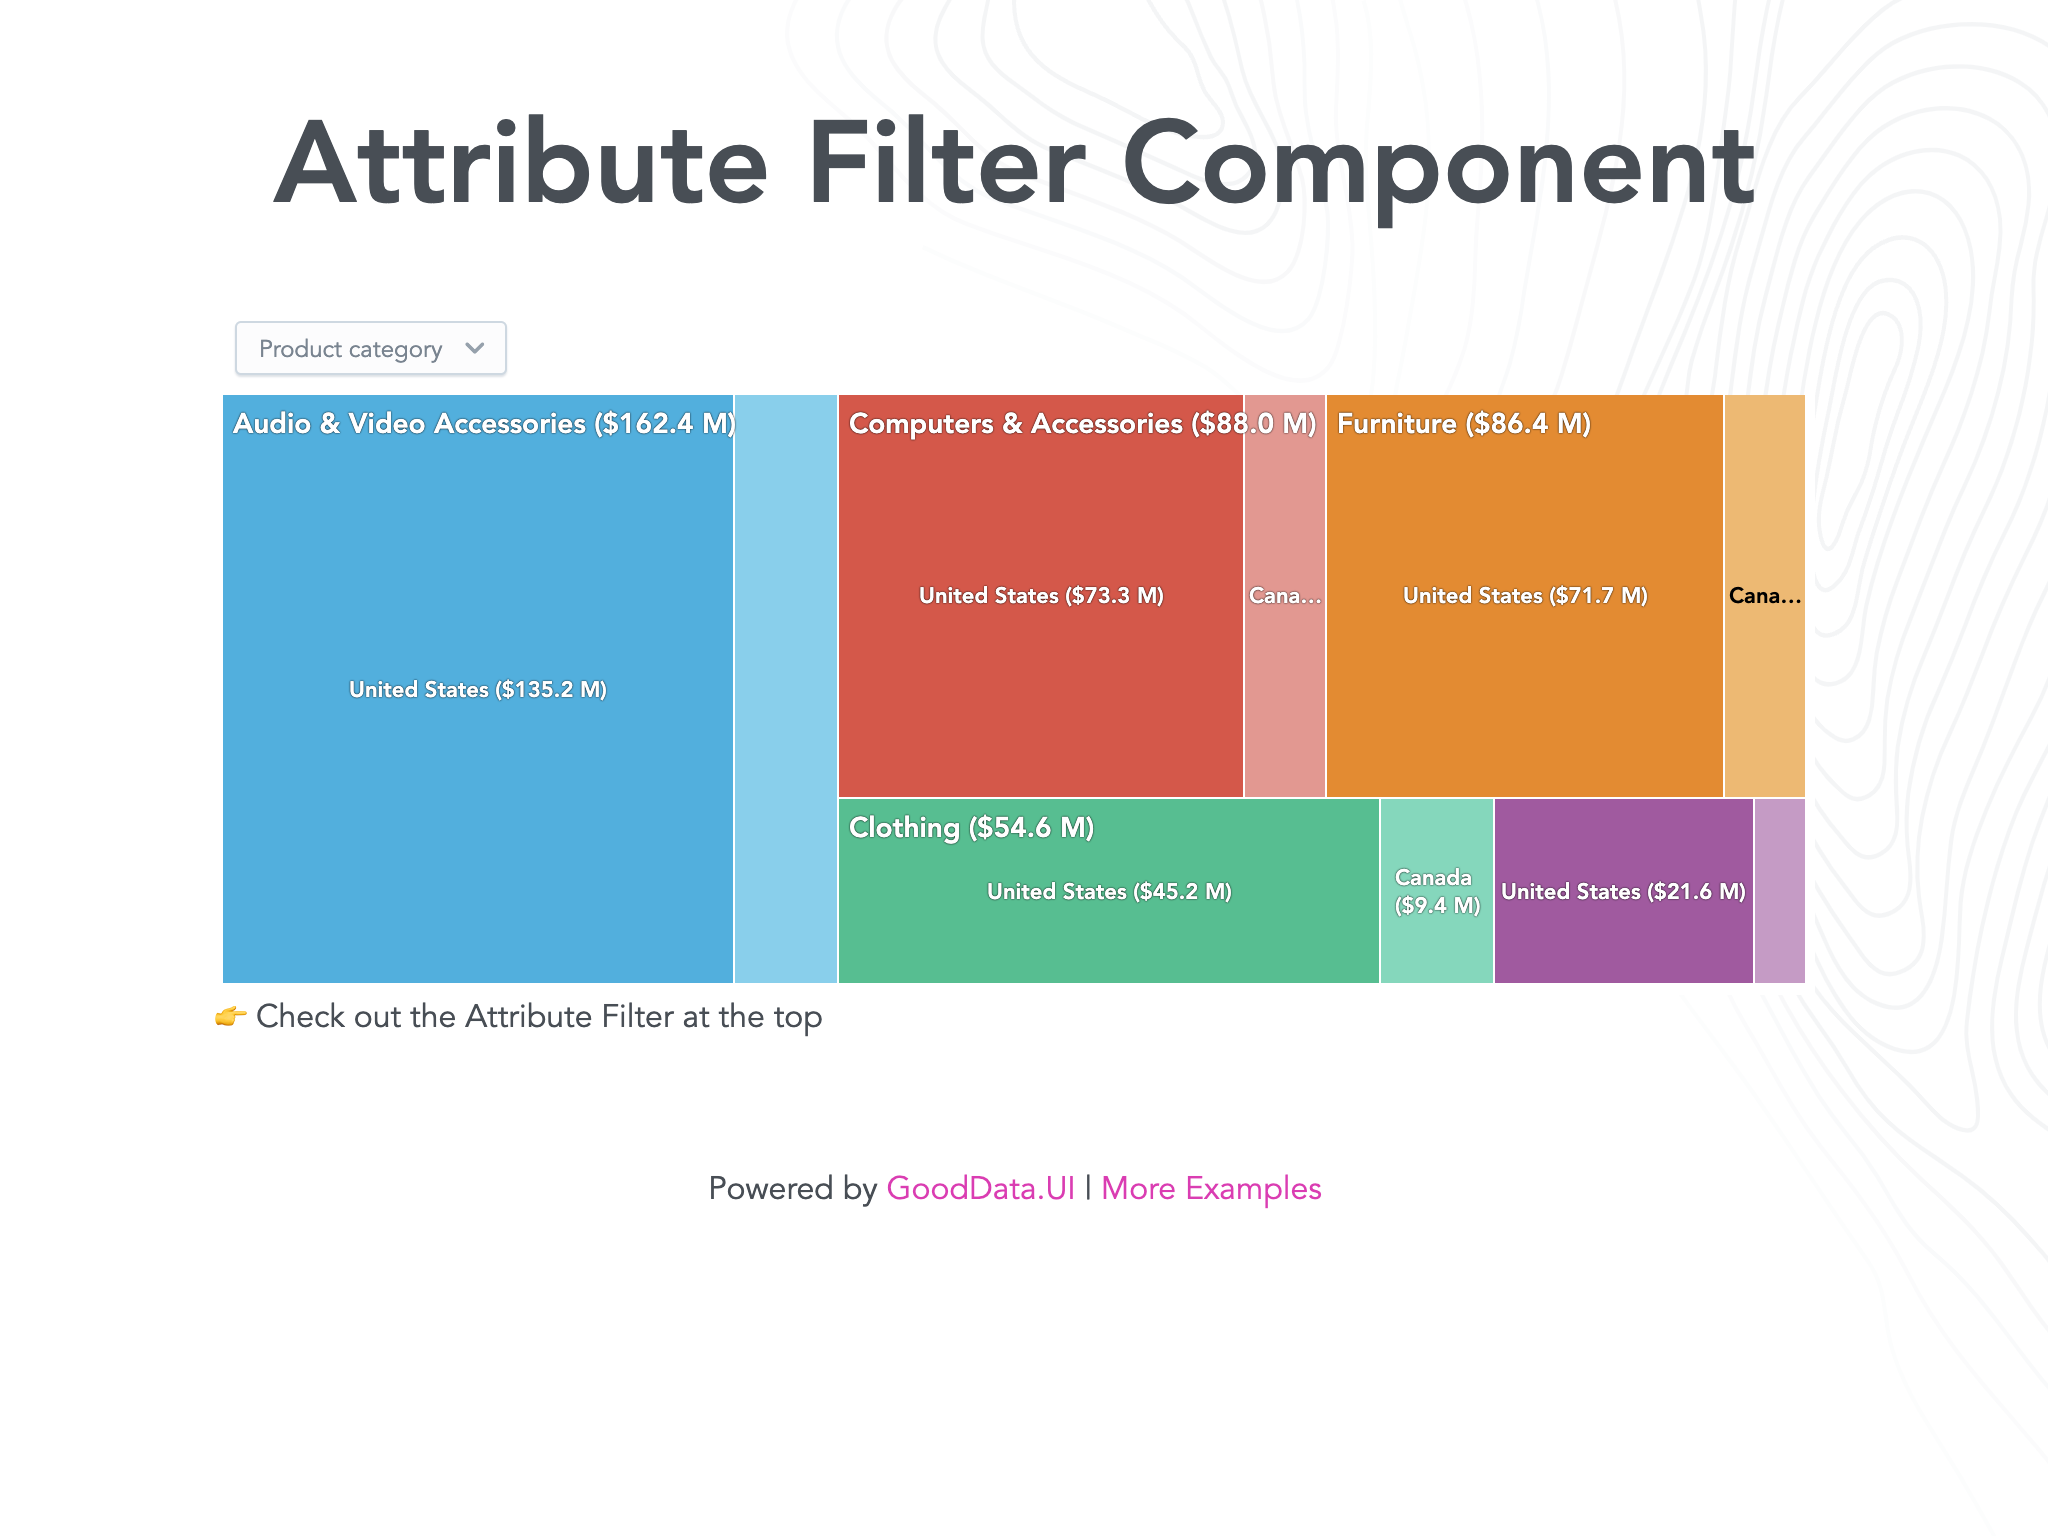 Attribute Filter Component
Product category
Audio & Video Accessories ($162.4 M)
United States ($135.2 M)
Computers & Accessories ($88.0 M)
United States ($73.3 M)
Cana…
Furniture ($86.4 M)
United States ($71.7 M)
Cana…
Clothing ($54.6 M)
United States ($45.2 M)
Canada
($9.4 M)
United States ($21.6 M)
👉 Check out the Attribute Filter at the top
Powered by GoodData.UI | More Examples